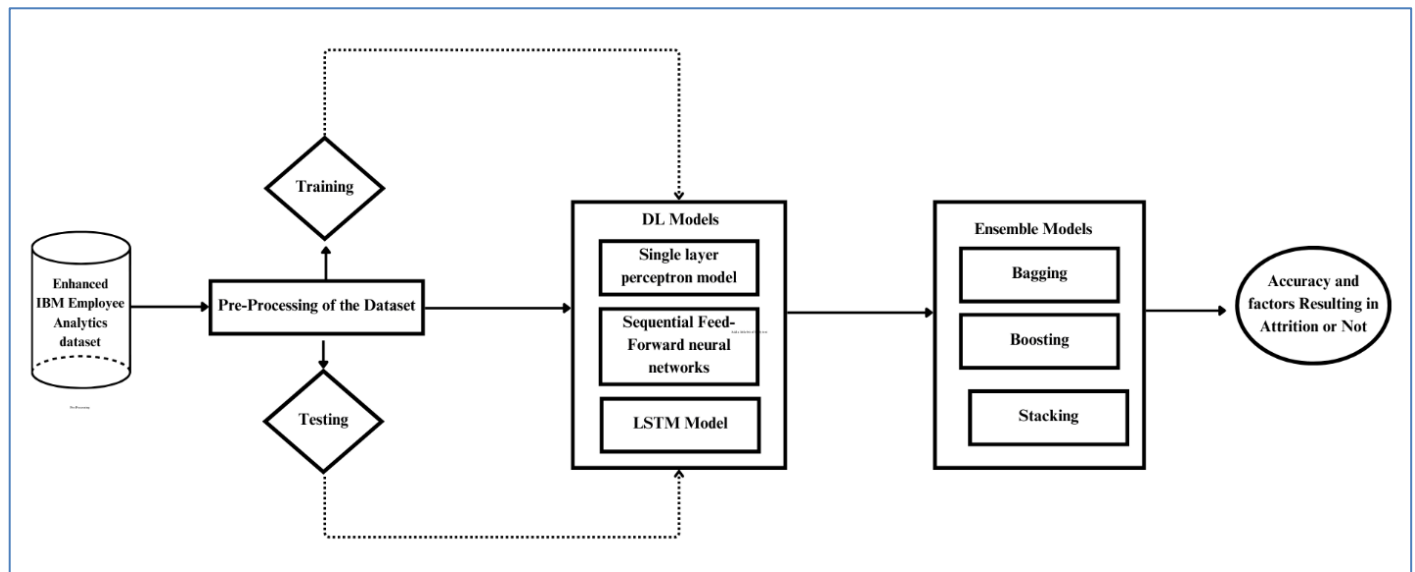 Training
Enhanced
IBM Employee
Analytics
dataset
Pre-Processing of the Dataset
Testing
DL Models
Single layer
perceptron model
Sequential Feed-
Forward neural
networks
LSTM Model
Ensemble Models
Bagging
Boosting
Stacking
Accuracy and
factors Resulting in
Attrition or Not